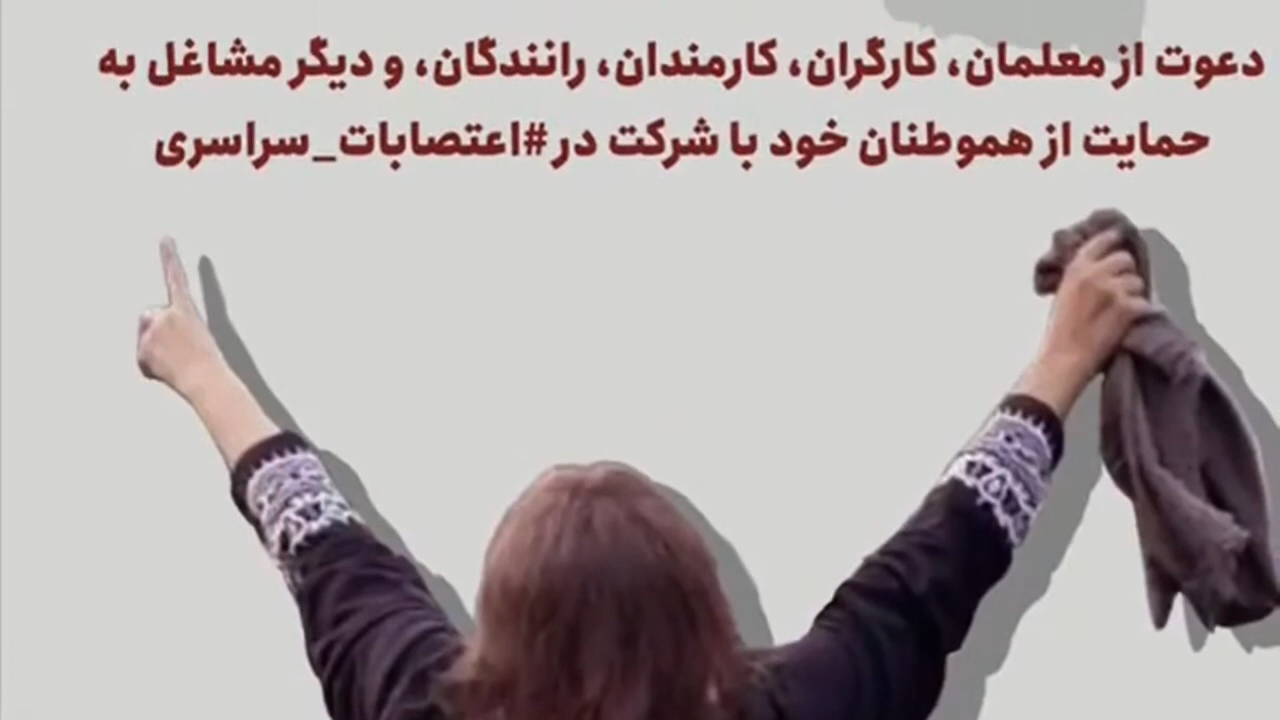 دعوت از معلمان، کارگران، کارمندان، رانندگان، و دیگر مشاغل به
حمایت از هموطنان خود با شرکت در #اعتصابات_سراسری